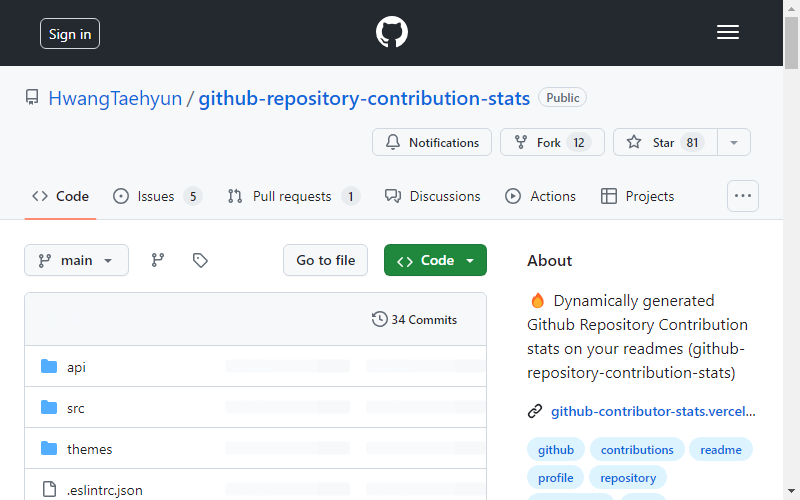 Sign in
HwangTaehyun / github-repository-contribution-stats Public
Notifications Fork 12 Star 81
Code Issues 5 Pull requests 1 Discussions Actions Projects
main Go to file Code
34 Commits
api
src
themes
.eslintrc.json
About
🔥 Dynamically generated
Github Repository Contribution
stats on your readmes (github-
repository-contribution-stats)
github-contributor-stats.vercel...
github contributions readme
profile repository